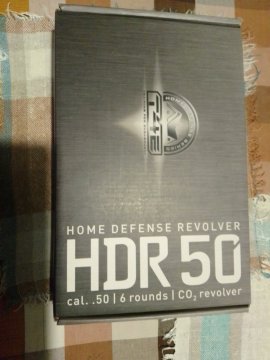 HOME DEFENSE REVOLVER
HDR 50
cal. .50 | 6 rounds | CO₂ revolver